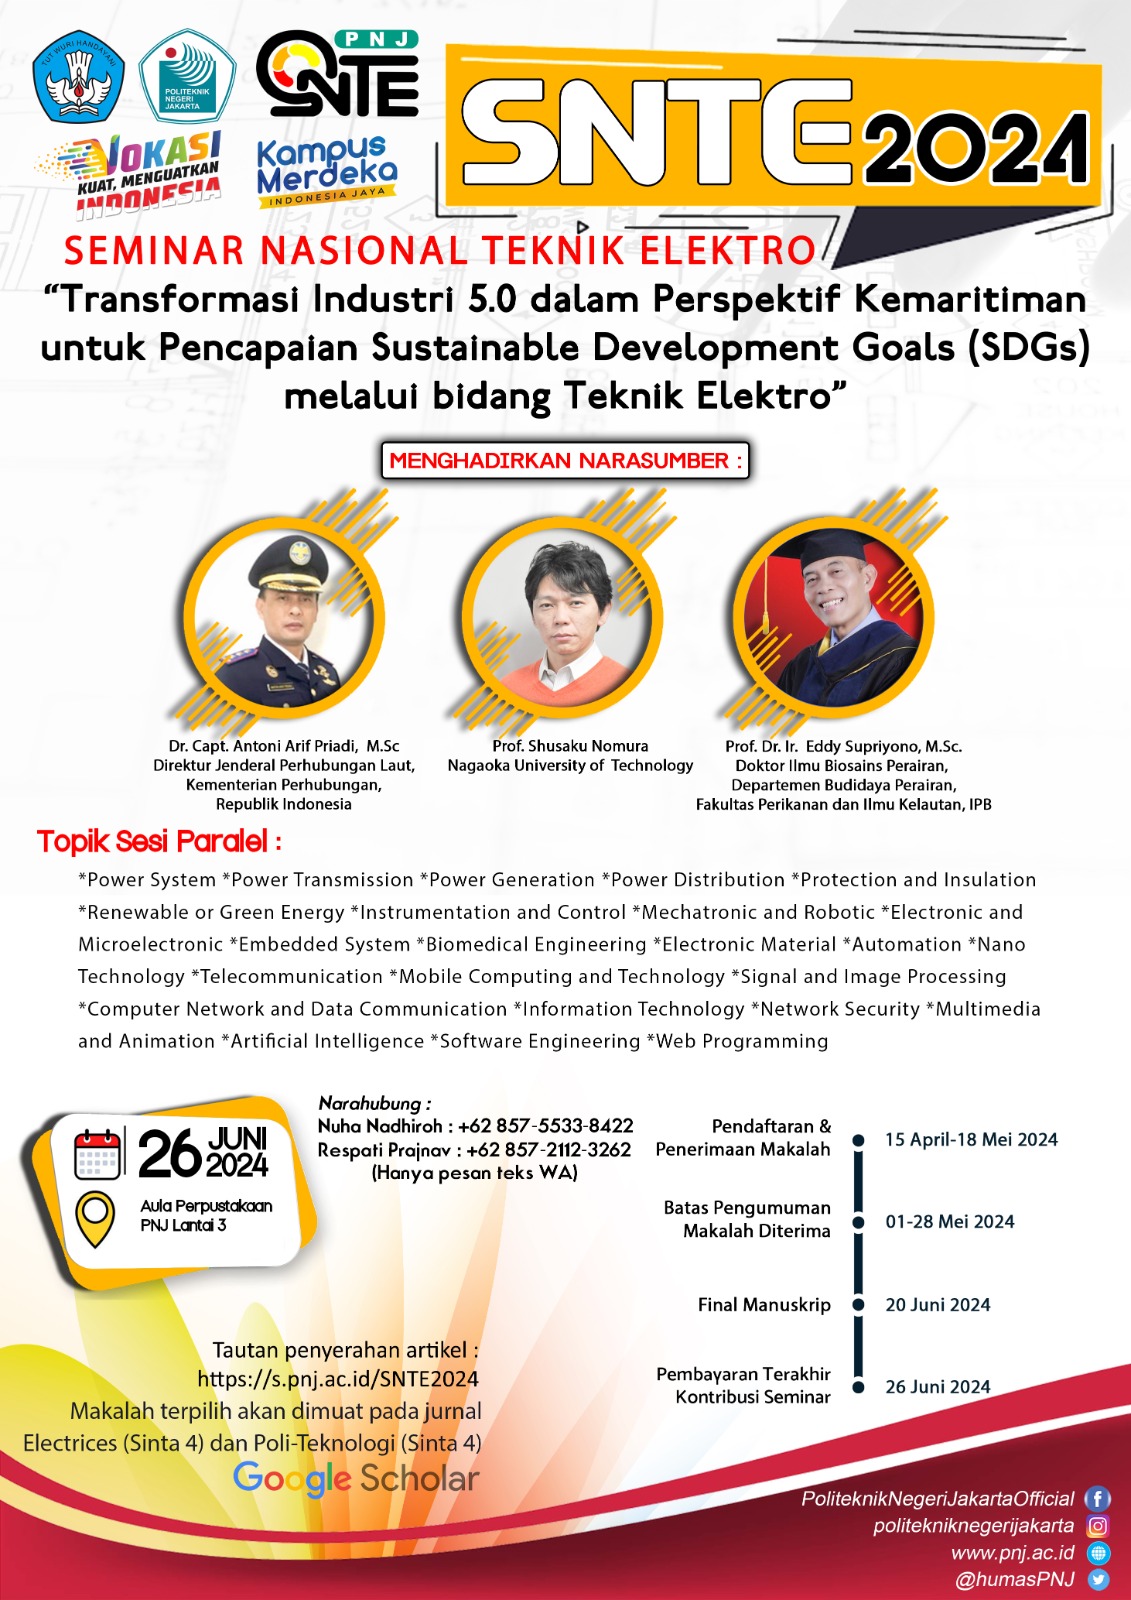 TUT WURI HANDAYANI
POLITEKNIK
NEGERI
JAKARTA
PNJ
SNTE
VOKASI
KUAT, MENGUATKAN
INDONESIA
Kampus
Merdeka
INDONESIA JAYA
SNTE 2024
SEMINAR NASIONAL TEKNIK ELEKTRO
“Transformasi Industri 5.0 dalam Perspektif Kemaritiman
untuk Pencapaian Sustainable Development Goals (SDGs)
melalui bidang Teknik Elektro”
MENGHADIRKAN NARASUMBER :
Dr. Capt. Antoni Arif Priadi, M.Sc
Direktur Jenderal Perhubungan Laut,
Kementerian Perhubungan,
Republik Indonesia
Prof. Shusaku Nomura
Nagaoka University of Technology
Prof. Dr. Ir. Eddy Supriyono, M.Sc.
Doktor Ilmu Biosains Perairan,
Departemen Budidaya Perairan,
Fakultas Perikanan dan Ilmu Kelautan, IPB
Topik Sesi Paralel :
*Power System *Power Transmission *Power Generation *Power Distribution *Protection and Insulation
*Renewable or Green Energy *Instrumentation and Control *Mechatronic and Robotic *Electronic and
Microelectronic *Embedded System *Biomedical Engineering *Electronic Material *Automation *Nano
Technology *Telecommunication *Mobile Computing and Technology *Signal and Image Processing
*Computer Network and Data Communication *Information Technology *Network Security *Multimedia
and Animation *Artificial Intelligence *Software Engineering *Web Programming
26 JUNI
2024
Aula Perpustakaan
PNJ Lantai 3
Narahubung :
Nuha Nadhiroh : +62 857-5533-8422
Respati Prajnav : +62 857-2112-3262
(Hanya pesan teks WA)
Pendaftaran &
Penerimaan Makalah
15 April-18 Mei 2024
Batas Pengumuman
Makalah Diterima
01-28 Mei 2024
Final Manuskrip
20 Juni 2024
Pembayaran Terakhir
Kontribusi Seminar
26 Juni 2024
Tautan penyerahan artikel :
https://s.pnj.ac.id/SNTE2024
Makalah terpilih akan dimuat pada jurnal
Electrices (Sinta 4) dan Poli-Teknologi (Sinta 4)
Google Scholar
PoliteknikNegeriJakartaOfficial
politekniknegerijakarta
www.pnj.ac.id
@humasPNJ